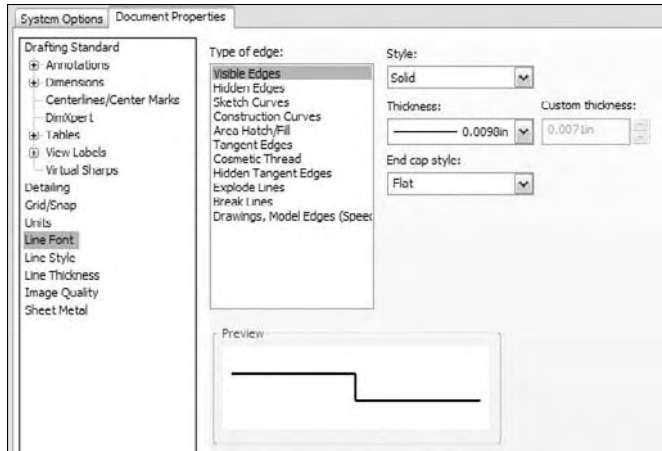 System Options
Document Properties
Drafting Standard
Annotations
Dimensions
Centerlines/Center Marks
DimXpert
Tables
View Labels
Virtual Sharps
Detailing
Grid/Snap
Units
Line Font
Line Style
Line Thickness
Image Quality
Sheet Metal
Type of edge:
Visible Edges
Hidden Edges
Sketch Curves
Construction Curves
Area Hatch/Fill
Tangent Edges
Cosmetic Thread
Hidden Tangent Edges
Explode Lines
Break Lines
Drawings, Model Edges (Speed
Style:
Solid
Thickness:
0.0098in
Custom thickness:
0.0071in
End cap style:
Flat
Preview